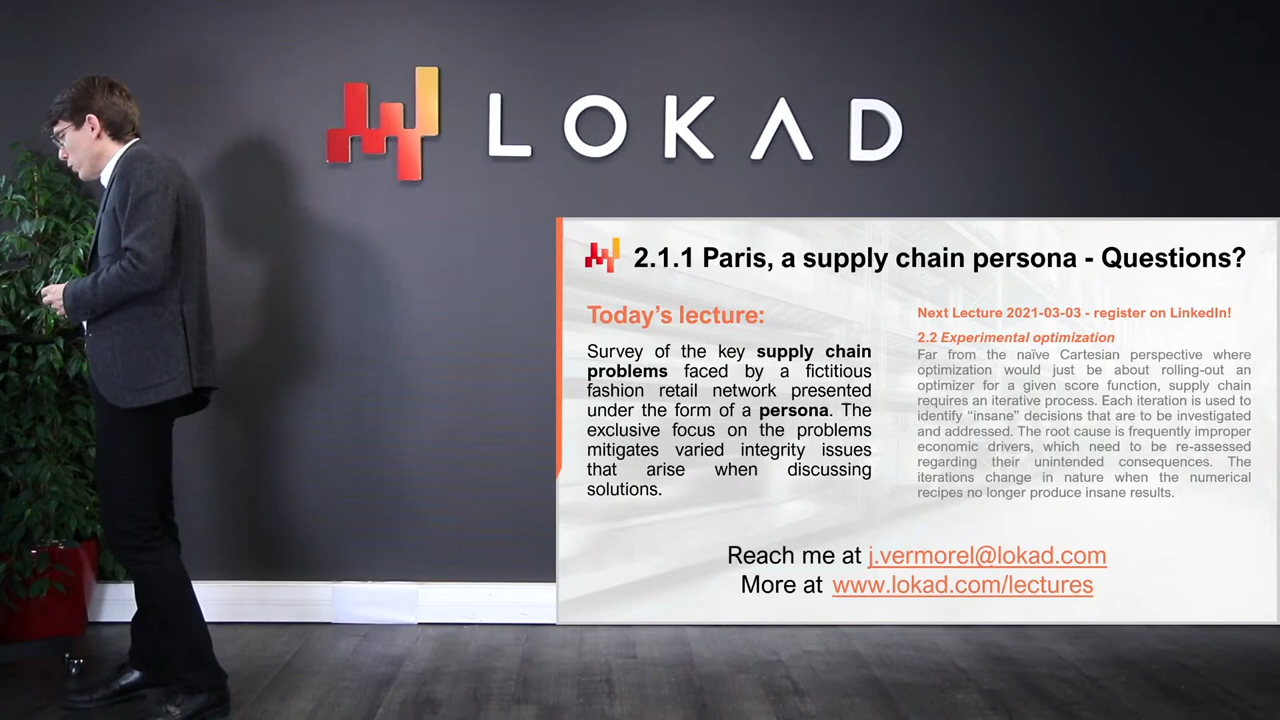 LOKAD
2.1.1 Paris, a supply chain persona - Questions?
Today's lecture:
Survey of the key supply chain
problems faced by a fictitious
fashion retail network presented
under the form of a persona. The
exclusive focus on the problems
mitigates varied integrity issues
that arise when discussing
solutions.
Next Lecture 2021-03-03 - register on LinkedIn!
2.2 Experimental optimization
Far from the naïve Cartesian perspective where
optimization would just be about rolling-out an
optimizer for a given score function, supply chain
requires an iterative process. Each iteration is used to
identify “insane” decisions that are to be investigated
and addressed. The root cause is frequently improper
economic drivers, which need to be re-assessed
regarding their unintended consequences. The
iterations change in nature when the numerical
recipes no longer produce insane results.
Reach me at j.vermorel@lokad.com
More at www.lokad.com/lectures